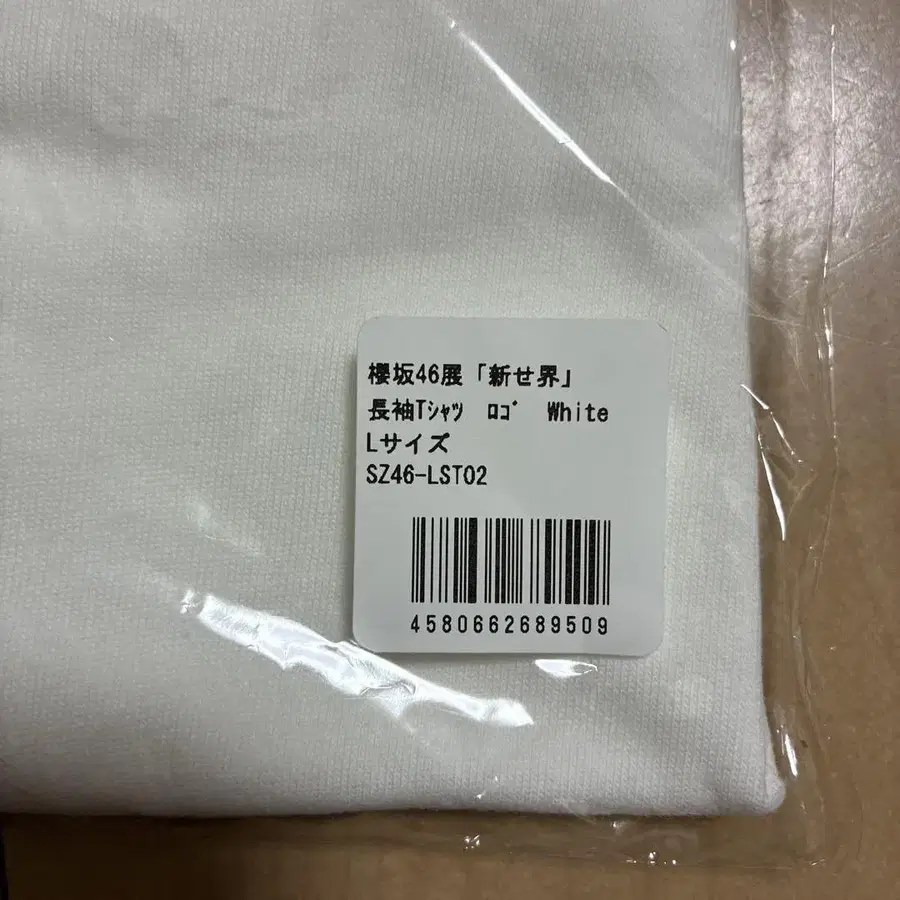 櫻坂46展「新せ界」
長袖Tｼｬﾂ　ﾛｺﾞ　White
Lサイズ
SZ46-LST02
4580662689509